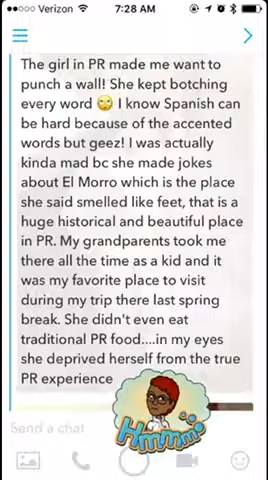 Verizon 7:28 AM
The girl in PR made me want to
punch a wall! She kept botching
every word 🙄 I know Spanish can
be hard because of the accented
words but geez! I was actually
kinda mad bc she made jokes
about El Morro which is the place
she said smelled like feet, that is a
huge historical and beautiful place
in PR. My grandparents took me
there all the time as a kid and it
was my favorite place to visit
during my trip there last spring
break. She didn't even eat
traditional PR food....in my eyes
she deprived herself from the true
PR experience
Send a chat
Hmmm